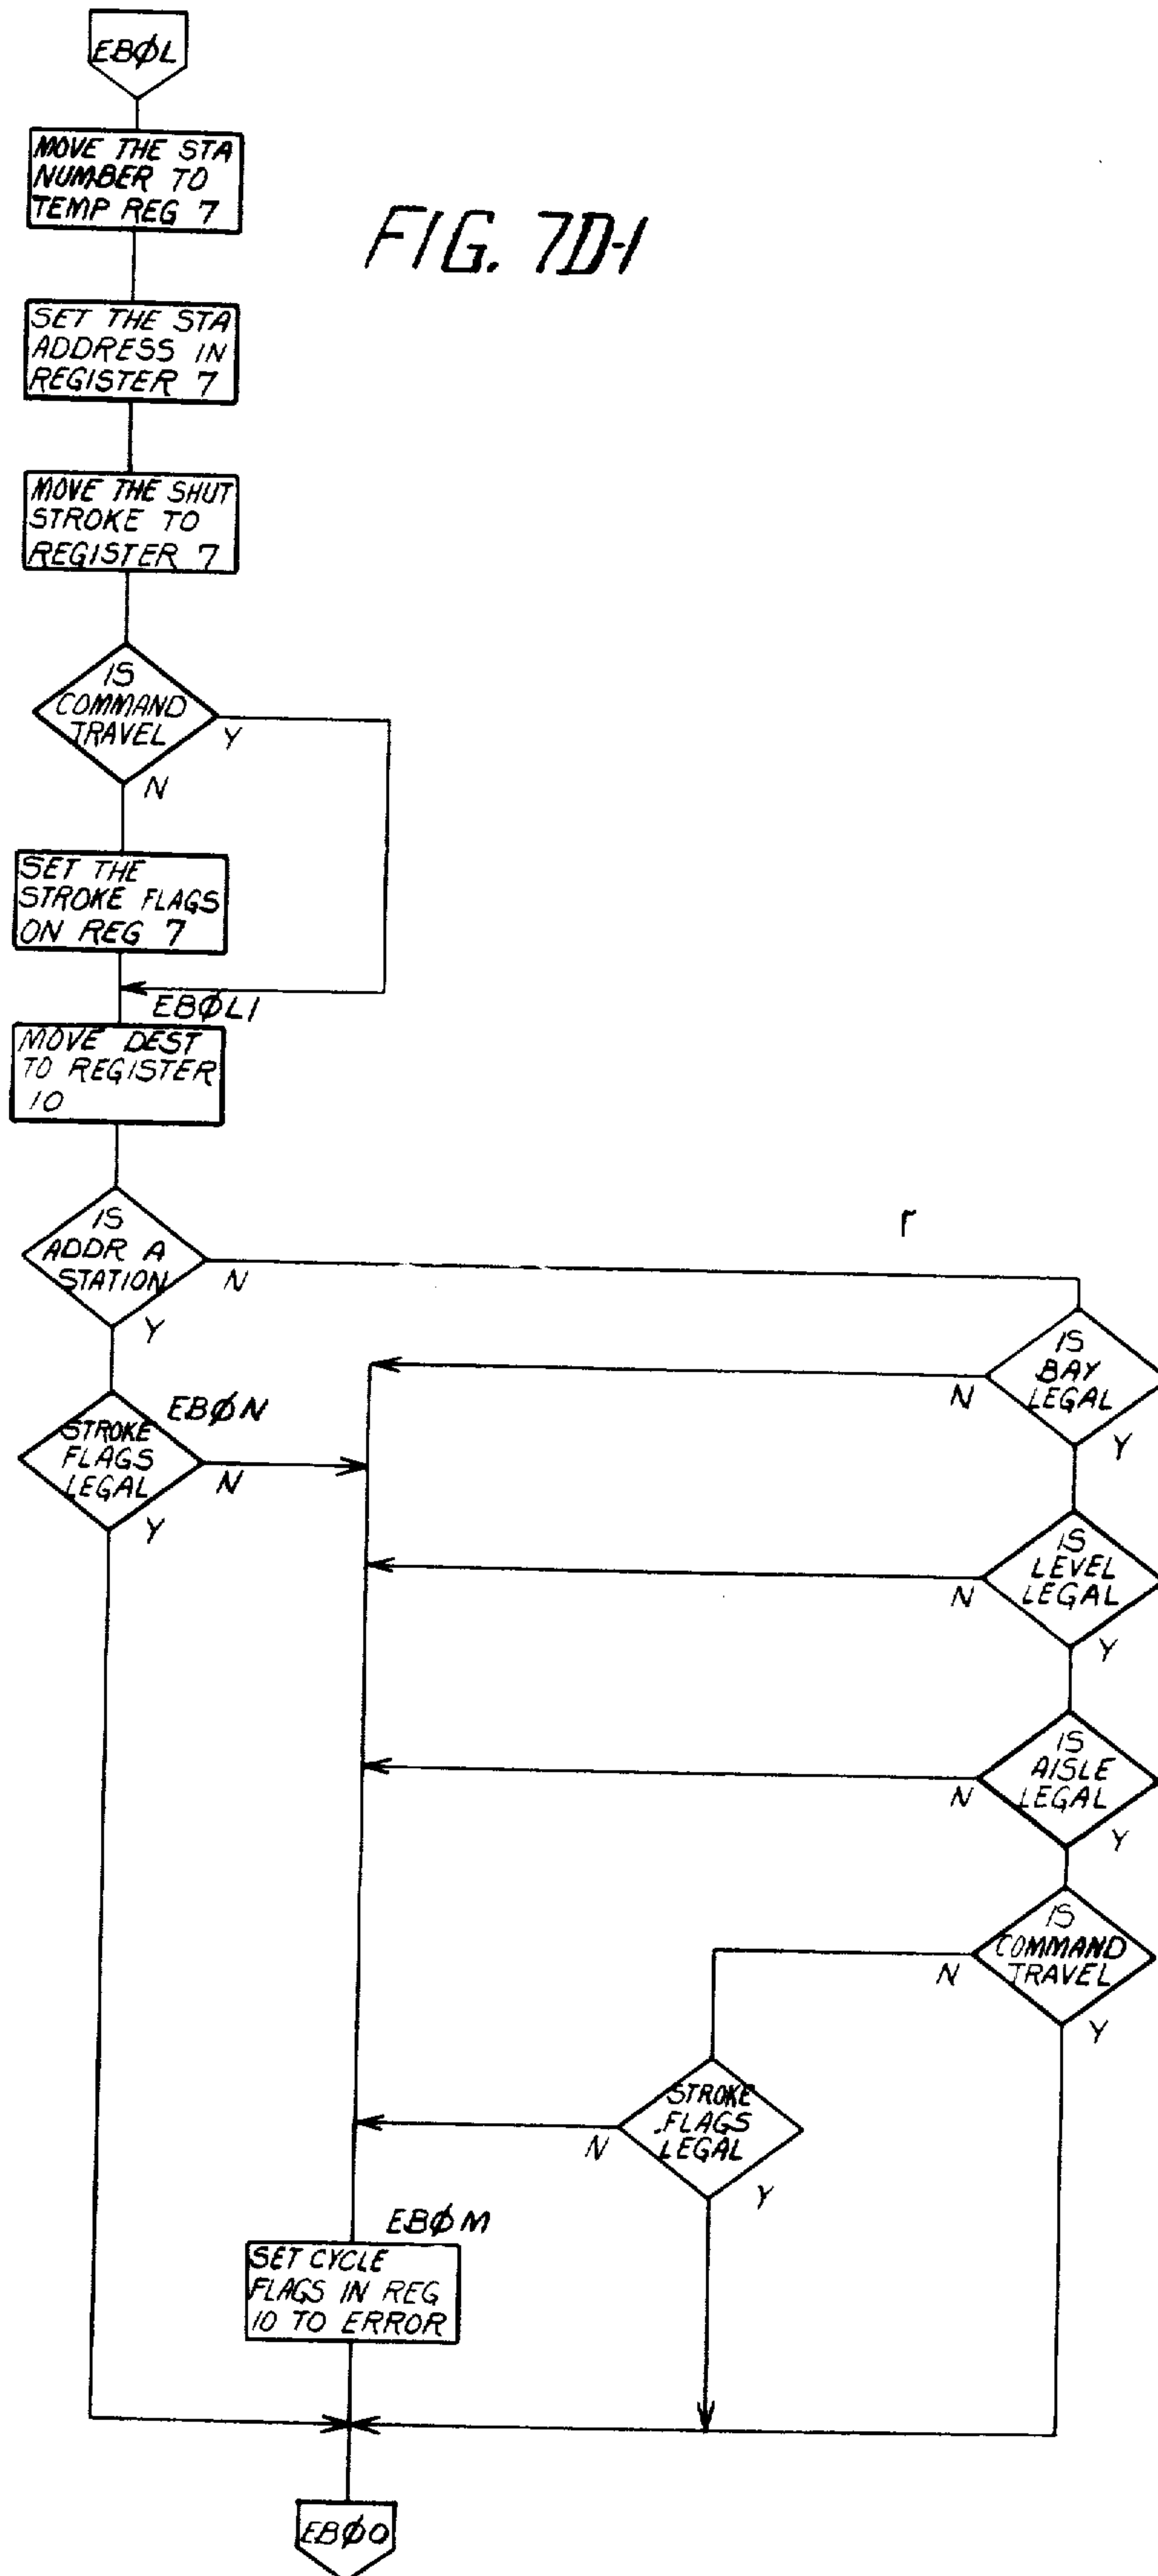 EBØL
MOVE THE STA
NUMBER TO
TEMP REG 7
FIG. 7D-1
SET THE STA
ADDRESS IN
REGISTER 7
MOVE THE SHUT
STROKE TO
REGISTER 7
IS
COMMAND
TRAVEL
Y
N
SET THE
STROKE FLAGS
ON REG 7
EBØL1
MOVE DEST
TO REGISTER
10
IS
ADDR A
STATION
N
Y
IS
BAY
LEGAL
N
Y
EBØN
STROKE
FLAGS
LEGAL
N
Y
IS
LEVEL
LEGAL
N
Y
IS
AISLE
LEGAL
N
Y
IS
COMMAND
TRAVEL
N
Y
STROKE
FLAGS
LEGAL
N
Y
EBØM
SET CYCLE
FLAGS IN REG
10 TO ERROR
EBØO